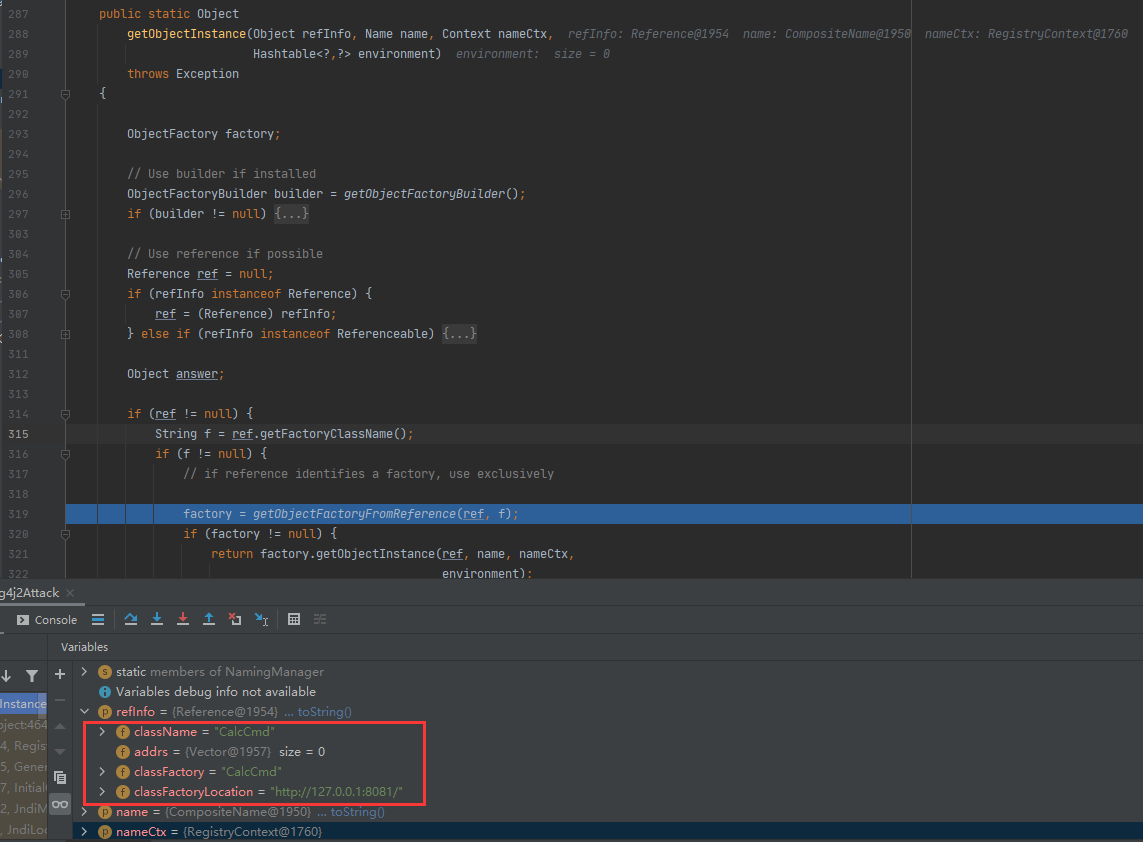 287 public static Object
288 getObjectInstance(Object refInfo, Name name, Context nameCtx, refInfo: Reference@1954 name: CompositeName@1950 nameCtx: RegistryContext@1760
289 Hashtable<?,?> environment) environment: size = 0
290 throws Exception
291 {
292
293 ObjectFactory factory;
294
295 // Use builder if installed
296 ObjectFactoryBuilder builder = getObjectFactoryBuilder();
297 if (builder != null) {...}
303
304 // Use reference if possible
305 Reference ref = null;
306 if (refInfo instanceof Reference) {
307 ref = (Reference) refInfo;
308 } else if (refInfo instanceof Referenceable) {...}
311
312 Object answer;
313
314 if (ref != null) {
315 String f = ref.getFactoryClassName();
316 if (f != null) {
317 // if reference identifies a factory, use exclusively
318
319 factory = getObjectFactoryFromReference(ref, f);
320 if (factory != null) {
321 return factory.getObjectInstance(ref, name, nameCtx,
322 environment);
g4j2Attack
Console
Variables
static members of NamingManager
Variables debug info not available
Instance
refInfo = {Reference@1954} ... toString()
oject:464
className = "CalcCmd"
4, Regis
addrs = {Vector@1957} size = 0
5, Gener
classFactory = "CalcCmd"
7, Initial
classFactoryLocation = "http://127.0.0.1:8081/"
2, JndiM
name = {CompositeName@1950} ... toString()
, JndiLo
nameCtx = {RegistryContext@1760}